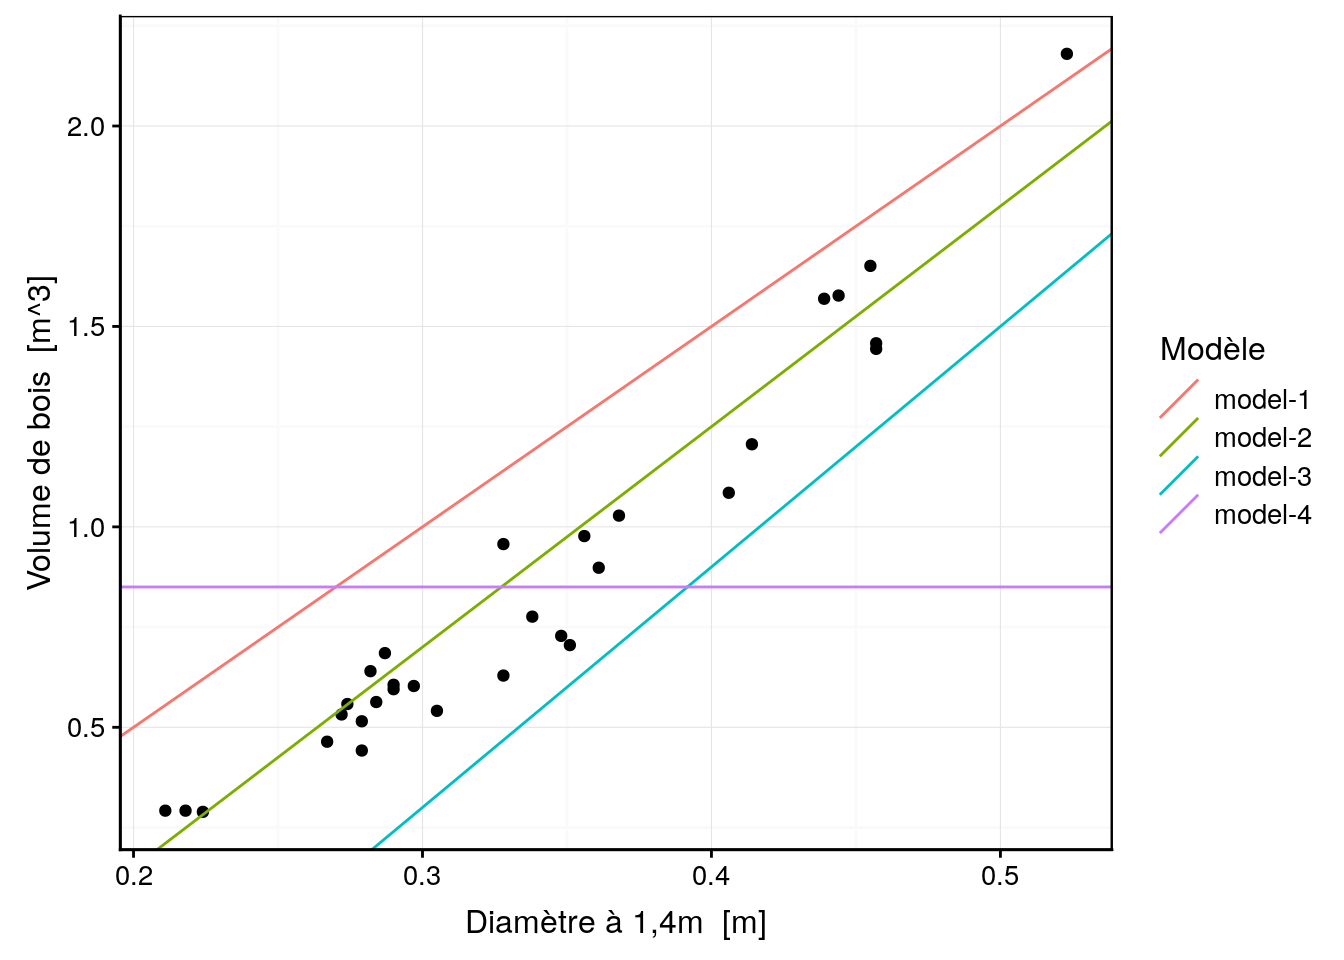 Volume de bois  [m^3]
2.0
1.5
1.0
0.5
0.2
0.3
0.4
0.5
Diamètre à 1,4m  [m]
Modèle
model-1
model-2
model-3
model-4